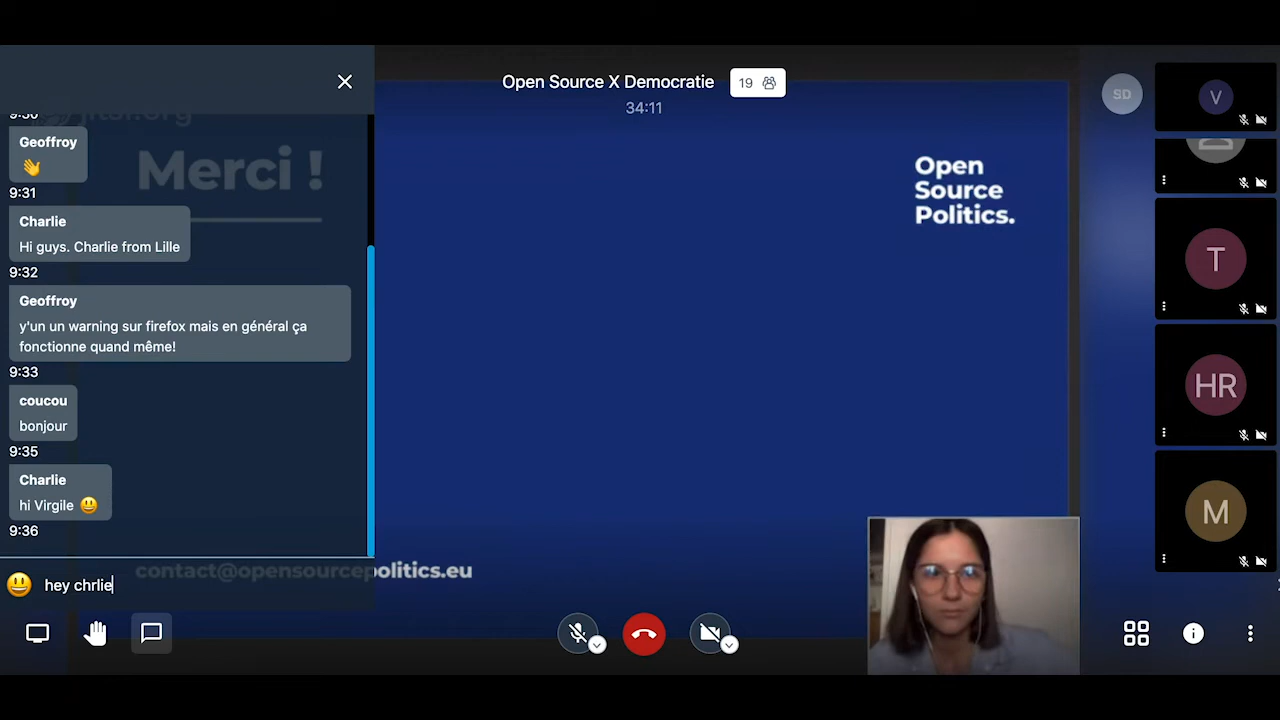 Open Source X Democratie
19
34:11
SD
V
jitsi.org
9:30
Geoffroy
👋
9:31
Merci !
Charlie
Hi guys. Charlie from Lille
9:32
Geoffroy
y'un un warning sur firefox mais en général ça
fonctionne quand même!
9:33
coucou
bonjour
9:35
Charlie
hi Virgile 😃
9:36
contact@opensourcepolitics.eu
😃 hey chrlie
Open
Source
Politics.
T
HR
M